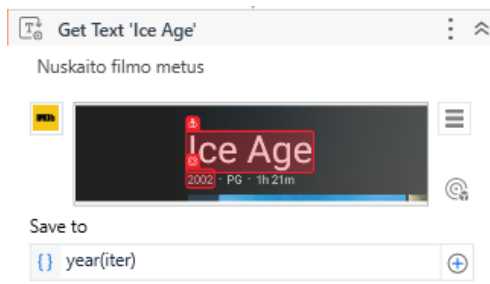 Get Text 'Ice Age'
Nuskaito filmo metus
IMDb
Ice Age
2002 · PG · 1h 21m
Save to
{} year(iter)